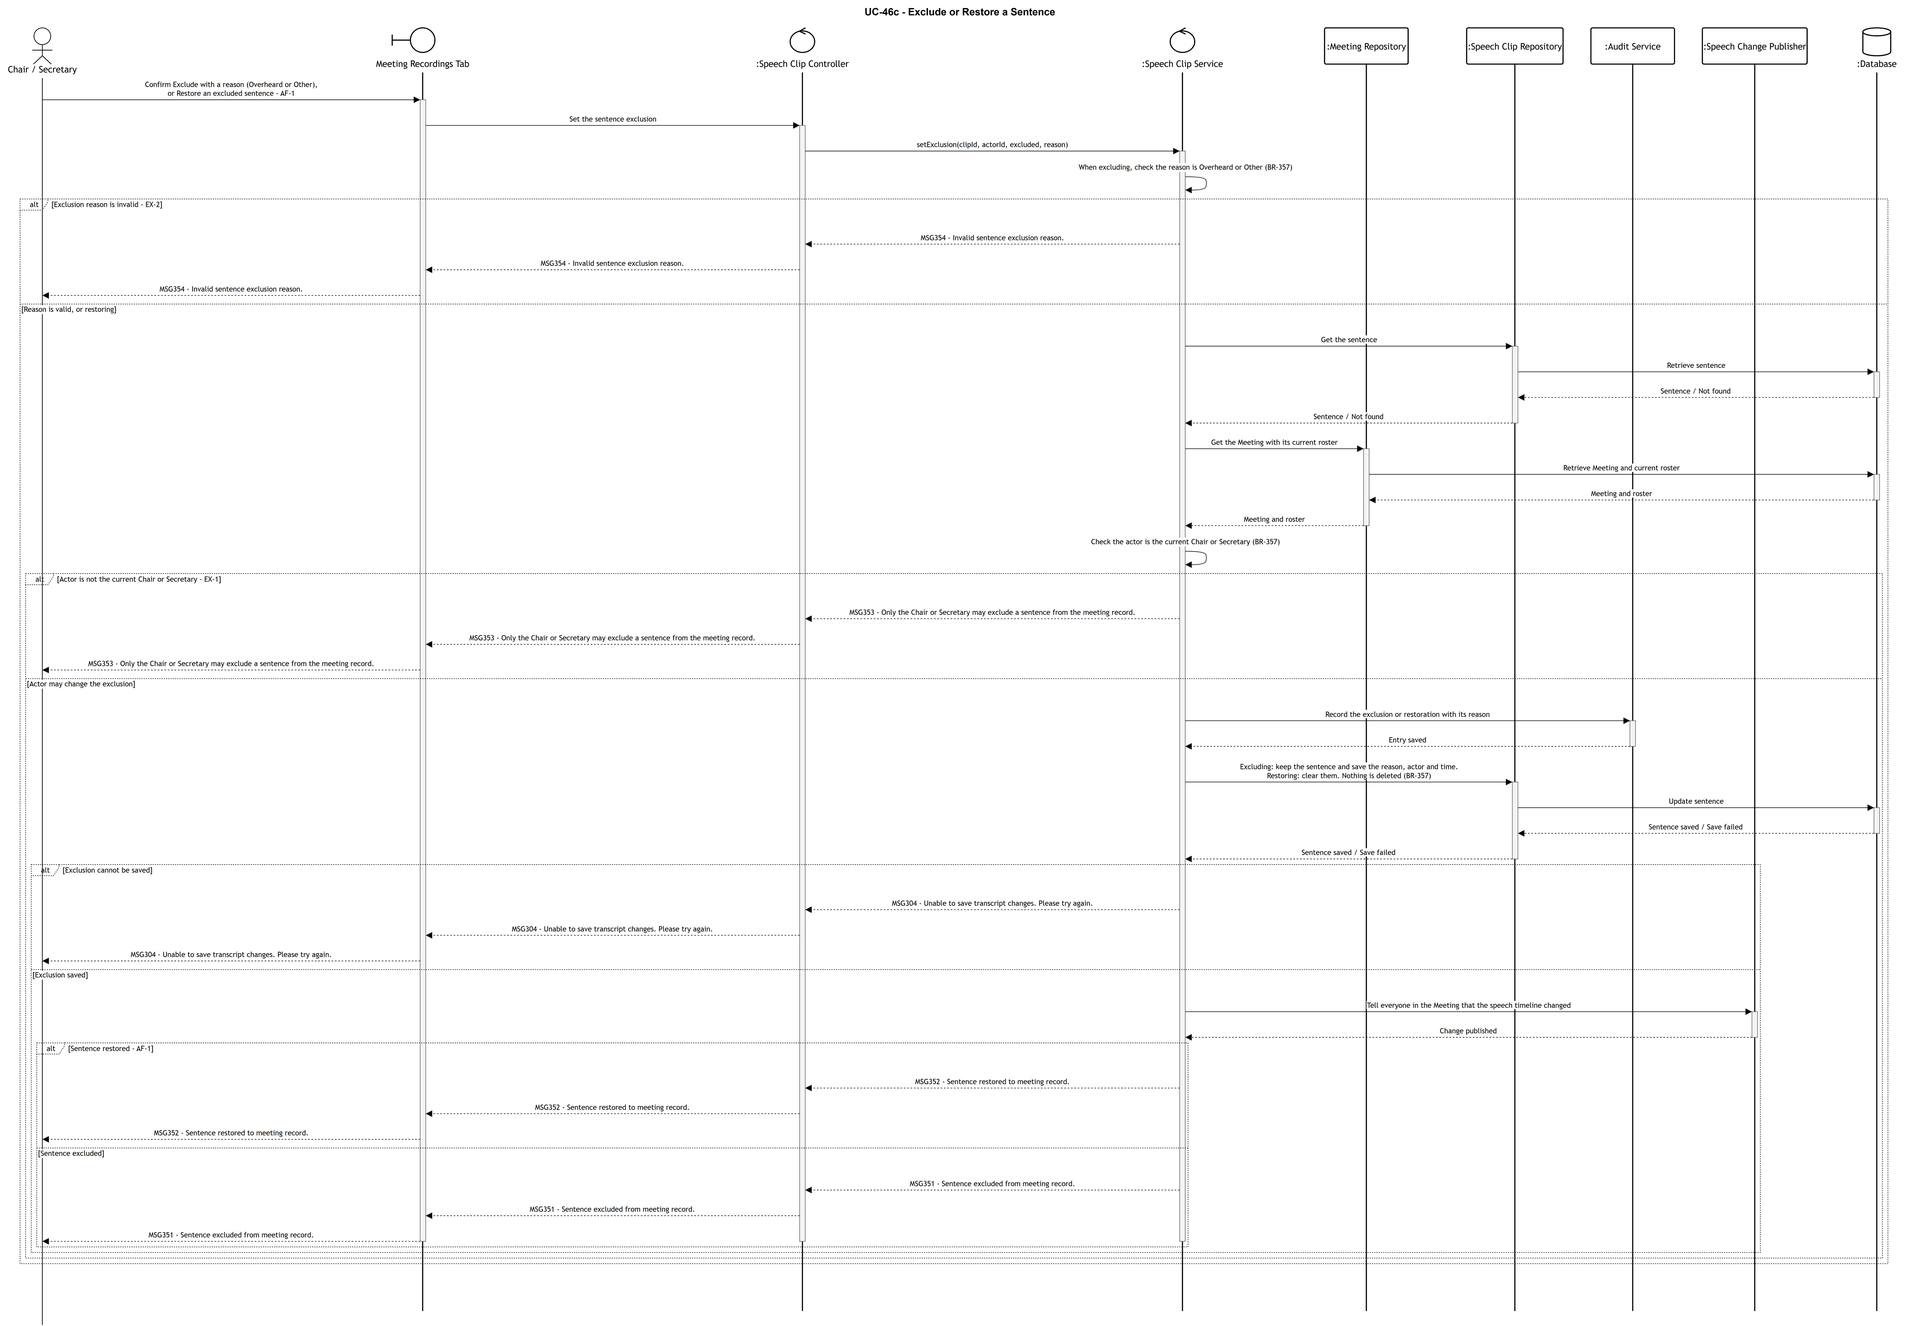 UC-46c - Exclude or Restore a Sentence
Chair / Secretary
Meeting Recordings Tab
:Speech Clip Controller
:Speech Clip Service
:Meeting Repository
:Speech Clip Repository
:Audit Service
:Speech Change Publisher
:Database
Confirm Exclude with a reason (Overheard or Other),
or Restore an excluded sentence - AF-1
Set the sentence exclusion
setExclusion(clipId, actorId, excluded, reason)
When excluding, check the reason is Overheard or Other (BR-357)
alt [Exclusion reason is invalid - EX-2]
MSG354 - Invalid sentence exclusion reason.
MSG354 - Invalid sentence exclusion reason.
MSG354 - Invalid sentence exclusion reason.
[Reason is valid, or restoring]
Get the sentence
Retrieve sentence
Sentence / Not found
Sentence / Not found
Get the Meeting with its current roster
Retrieve Meeting and current roster
Meeting and roster
Meeting and roster
Check the actor is the current Chair or Secretary (BR-357)
alt [Actor is not the current Chair or Secretary - EX-1]
MSG353 - Only the Chair or Secretary may exclude a sentence from the meeting record.
MSG353 - Only the Chair or Secretary may exclude a sentence from the meeting record.
MSG353 - Only the Chair or Secretary may exclude a sentence from the meeting record.
[Actor may change the exclusion]
Record the exclusion or restoration with its reason
Entry saved
Excluding: keep the sentence and save the reason, actor and time.
Restoring: clear them. Nothing is deleted (BR-357)
Update sentence
Sentence saved / Save failed
Sentence saved / Save failed
alt [Exclusion cannot be saved]
MSG304 - Unable to save transcript changes. Please try again.
MSG304 - Unable to save transcript changes. Please try again.
MSG304 - Unable to save transcript changes. Please try again.
[Exclusion saved]
Tell everyone in the Meeting that the speech timeline changed
Change published
alt [Sentence restored - AF-1]
MSG352 - Sentence restored to meeting record.
MSG352 - Sentence restored to meeting record.
MSG352 - Sentence restored to meeting record.
[Sentence excluded]
MSG351 - Sentence excluded from meeting record.
MSG351 - Sentence excluded from meeting record.
MSG351 - Sentence excluded from meeting record.